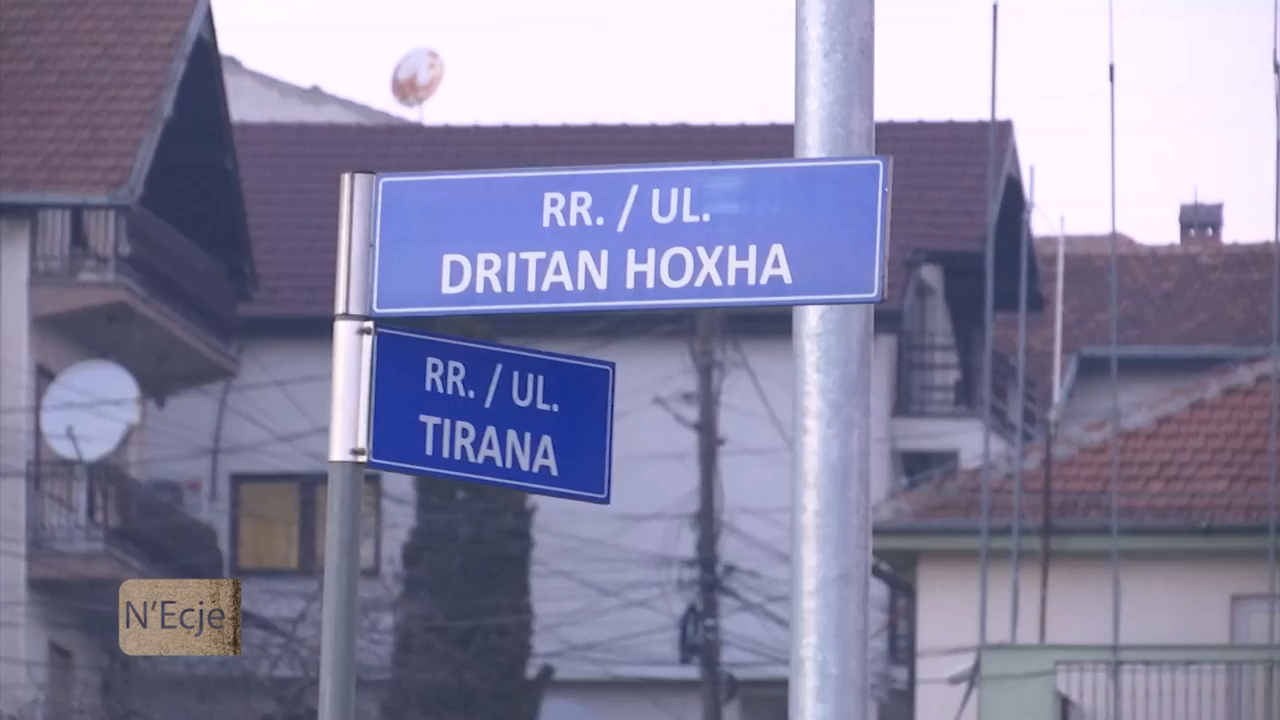 RR. / UL.
DRITAN HOXHA
RR. / UL.
TIRANA
N'Ecje